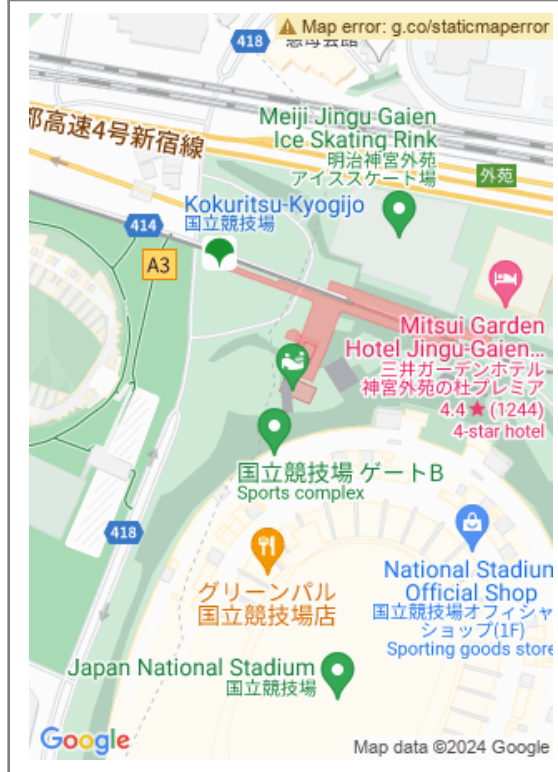 Map error: g.co/staticmaperror
418
都高速4号新宿線
Meiji Jingu Gaien
Ice Skating Rink
明治神宮外苑
アイススケート場
外苑
Kokuritsu-Kyogijo
国立競技場
414
A3
Mitsui Garden
Hotel Jingu-Gaien...
三井ガーデンホテル
神宮外苑の杜プレミア
4.4★(1244)
4-star hotel
国立競技場 ゲートB
Sports complex
418
グリーンパル
国立競技場店
National Stadium
Official Shop
国立競技場オフィシャ
ショップ(1F)
Sporting goods store
Japan National Stadium
国立競技場
Google
Map data ©2024 Google